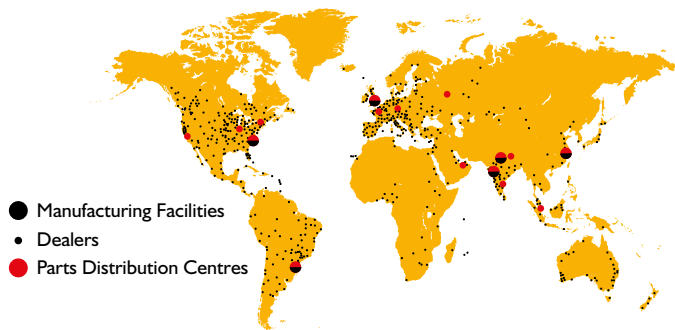 Manufacturing Facilities
Dealers
Parts Distribution Centres